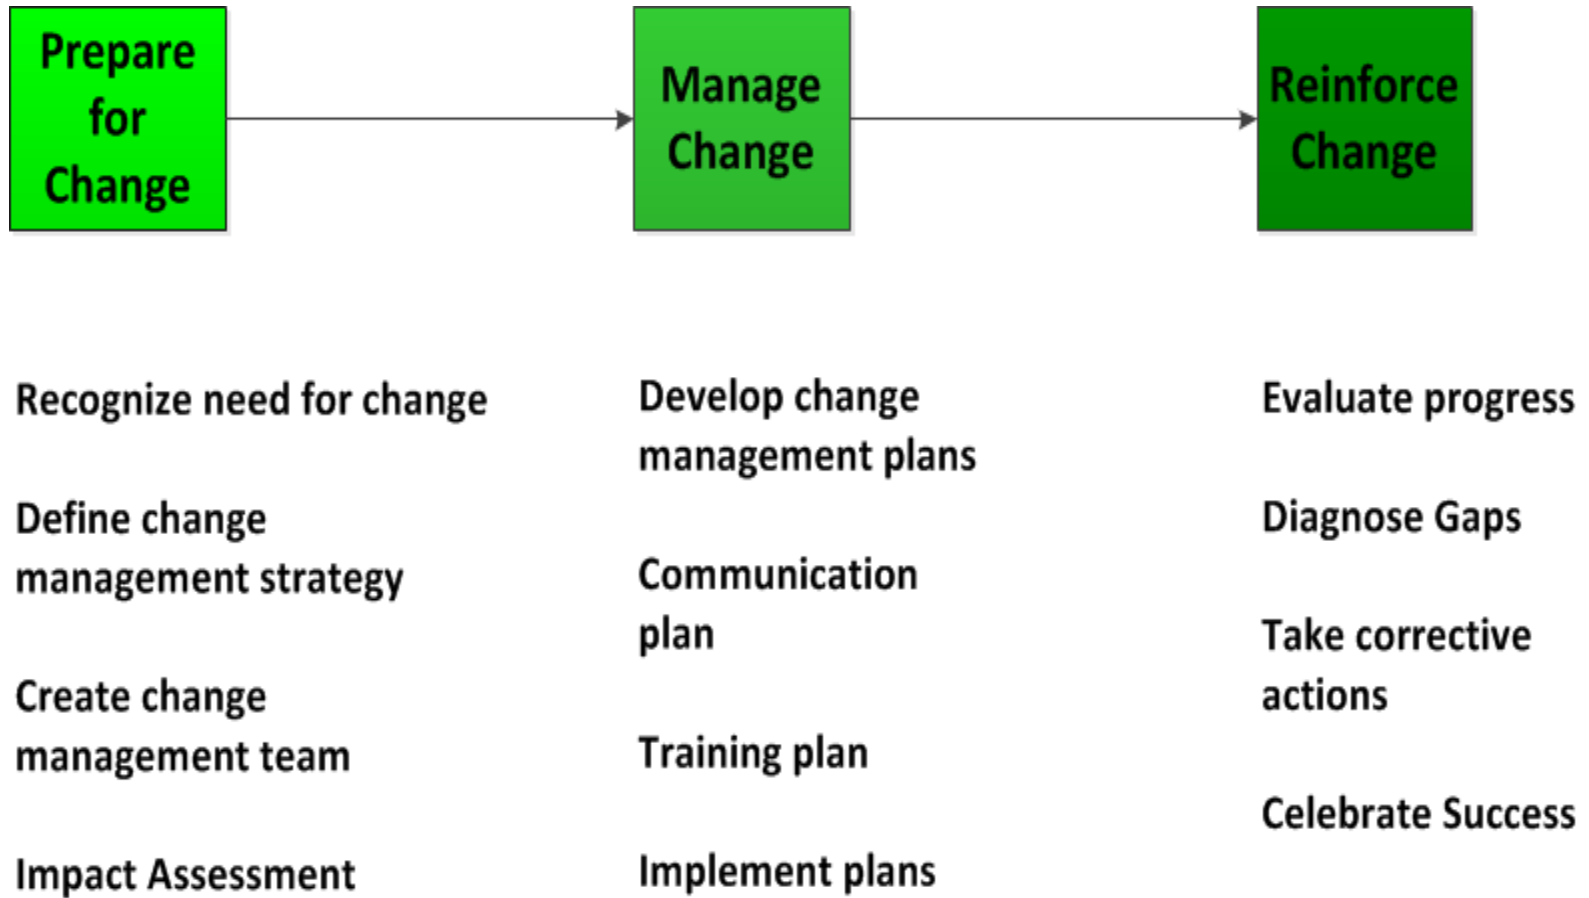 Prepare
for
Change
Manage
Change
Reinforce
Change
Recognize need for change
Define change
management strategy
Create change
management team
Impact Assessment
Develop change
management plans
Communication
plan
Training plan
Implement plans
Evaluate progress
Diagnose Gaps
Take corrective
actions
Celebrate Success